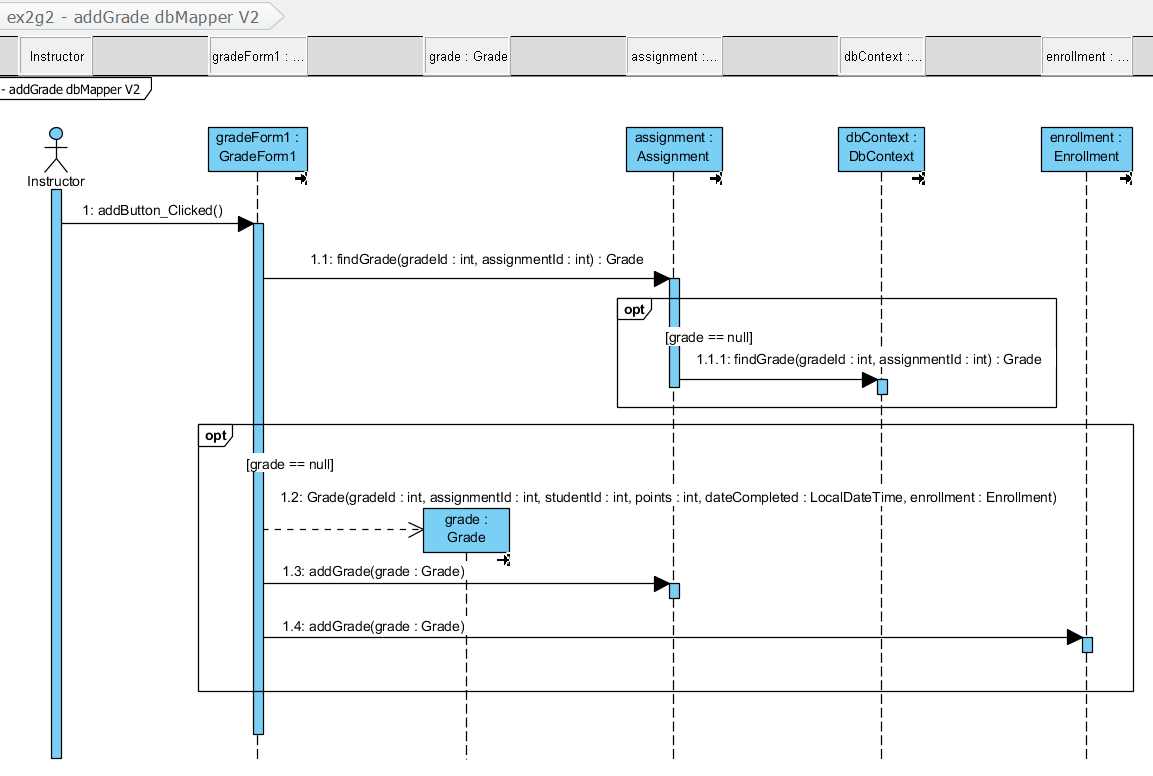 ex2g2 - addGrade dbMapper V2
Instructor
gradeForm1 : ...
grade : Grade
assignment :...
dbContext :...
enrollment : ...
- addGrade dbMapper V2
Instructor
gradeForm1 :
GradeForm1
assignment :
Assignment
dbContext :
DbContext
enrollment :
Enrollment
1: addButton_Clicked()
1.1: findGrade(gradeId : int, assignmentId : int) : Grade
opt
[grade == null]
1.1.1: findGrade(gradeId : int, assignmentId : int) : Grade
opt
[grade == null]
1.2: Grade(gradeId : int, assignmentId : int, studentId : int, points : int, dateCompleted : LocalDateTime, enrollment : Enrollment)
grade :
Grade
1.3: addGrade(grade : Grade)
1.4: addGrade(grade : Grade)